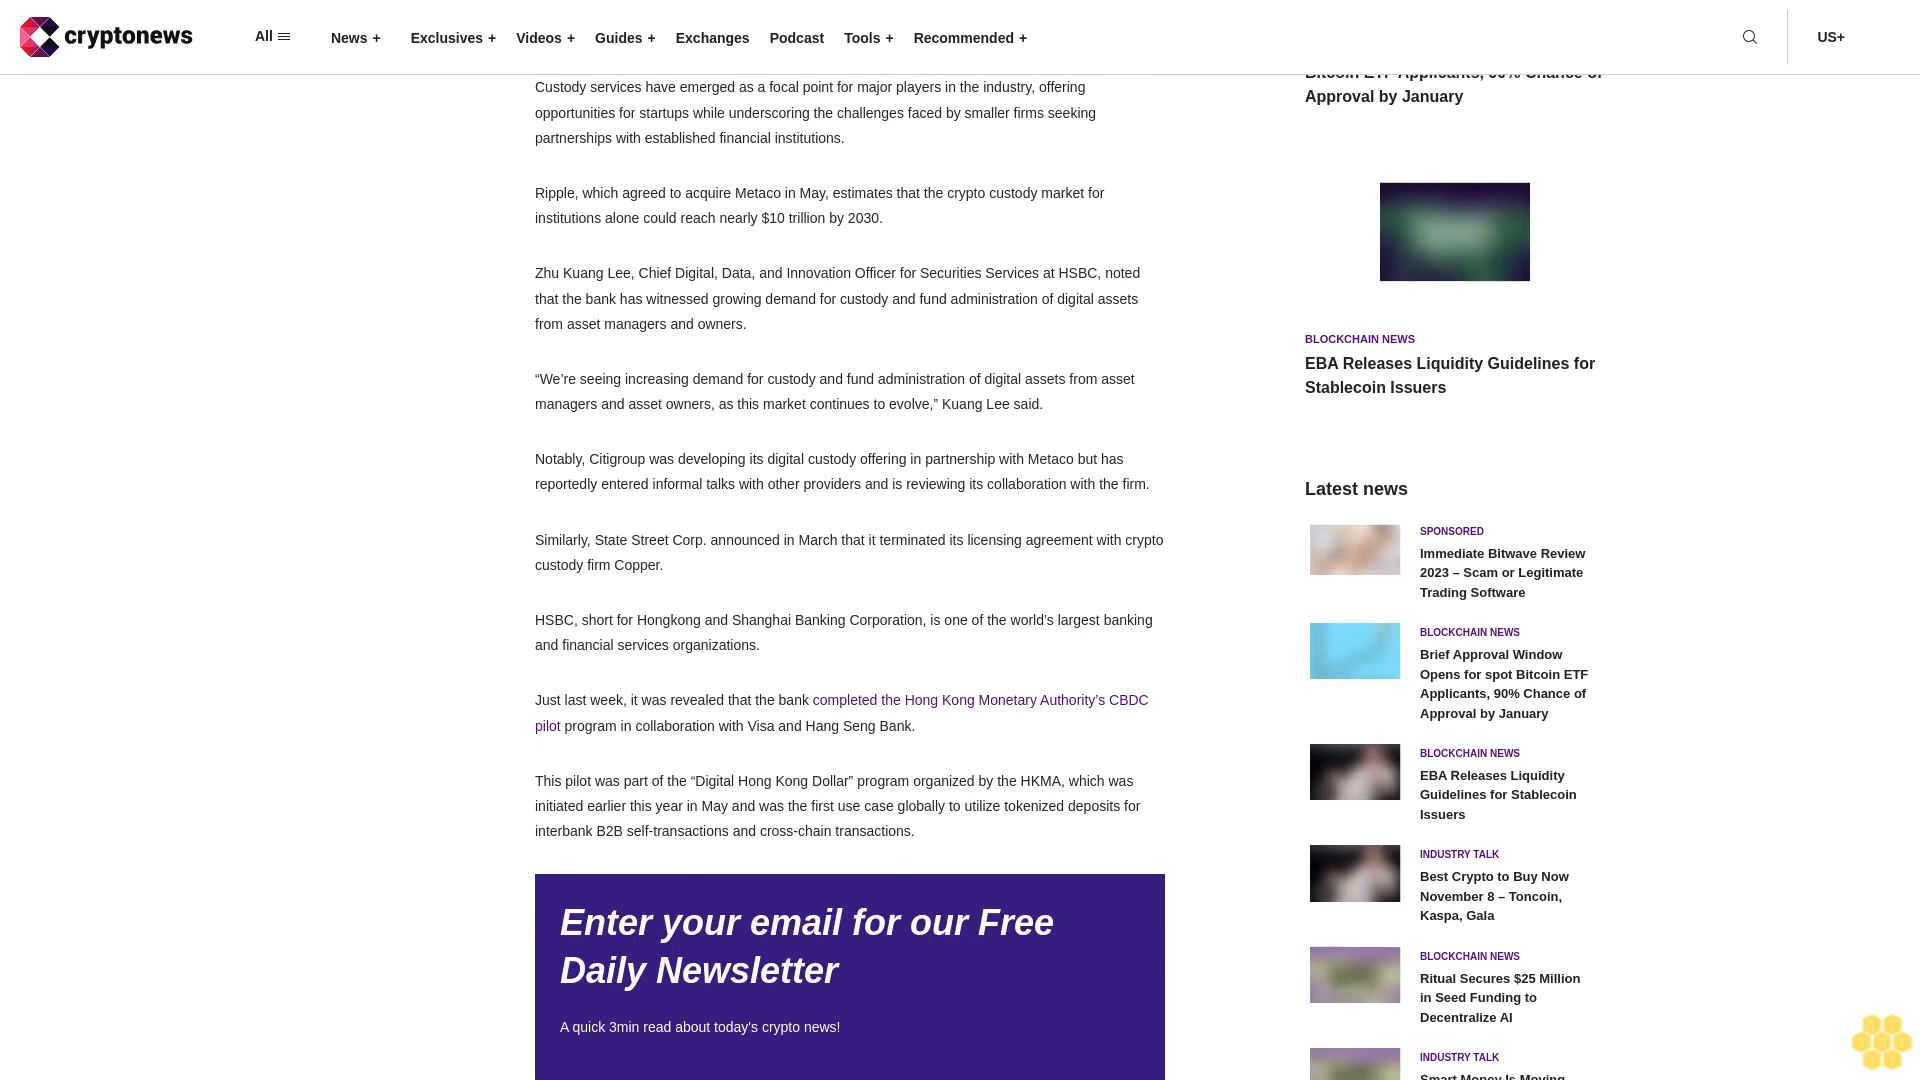 cryptonews
All
News +
Exclusives +
Videos +
Guides +
Exchanges
Podcast
Tools +
Recommended +
US+
Custody services have emerged as a focal point for major players in the industry, offering
opportunities for startups while underscoring the challenges faced by smaller firms seeking
partnerships with established financial institutions.
Ripple, which agreed to acquire Metaco in May, estimates that the crypto custody market for
institutions alone could reach nearly $10 trillion by 2030.
Zhu Kuang Lee, Chief Digital, Data, and Innovation Officer for Securities Services at HSBC, noted
that the bank has witnessed growing demand for custody and fund administration of digital assets
from asset managers and owners.
“We’re seeing increasing demand for custody and fund administration of digital assets from asset
managers and asset owners, as this market continues to evolve,” Kuang Lee said.
Notably, Citigroup was developing its digital custody offering in partnership with Metaco but has
reportedly entered informal talks with other providers and is reviewing its collaboration with the firm.
Similarly, State Street Corp. announced in March that it terminated its licensing agreement with crypto
custody firm Copper.
HSBC, short for Hongkong and Shanghai Banking Corporation, is one of the world’s largest banking
and financial services organizations.
Just last week, it was revealed that the bank completed the Hong Kong Monetary Authority’s CBDC
pilot program in collaboration with Visa and Hang Seng Bank.
This pilot was part of the “Digital Hong Kong Dollar” program organized by the HKMA, which was
initiated earlier this year in May and was the first use case globally to utilize tokenized deposits for
interbank B2B self-transactions and cross-chain transactions.
Enter your email for our Free
Daily Newsletter
A quick 3min read about today's crypto news!
Bitcoin ETF Applicants, 90% Chance of
Approval by January
BLOCKCHAIN NEWS
EBA Releases Liquidity Guidelines for
Stablecoin Issuers
Latest news
SPONSORED
Immediate Bitwave Review
2023 – Scam or Legitimate
Trading Software
BLOCKCHAIN NEWS
Brief Approval Window
Opens for spot Bitcoin ETF
Applicants, 90% Chance of
Approval by January
BLOCKCHAIN NEWS
EBA Releases Liquidity
Guidelines for Stablecoin
Issuers
INDUSTRY TALK
Best Crypto to Buy Now
November 8 – Toncoin,
Kaspa, Gala
BLOCKCHAIN NEWS
Ritual Secures $25 Million
in Seed Funding to
Decentralize AI
INDUSTRY TALK
Smart Money Is Moving